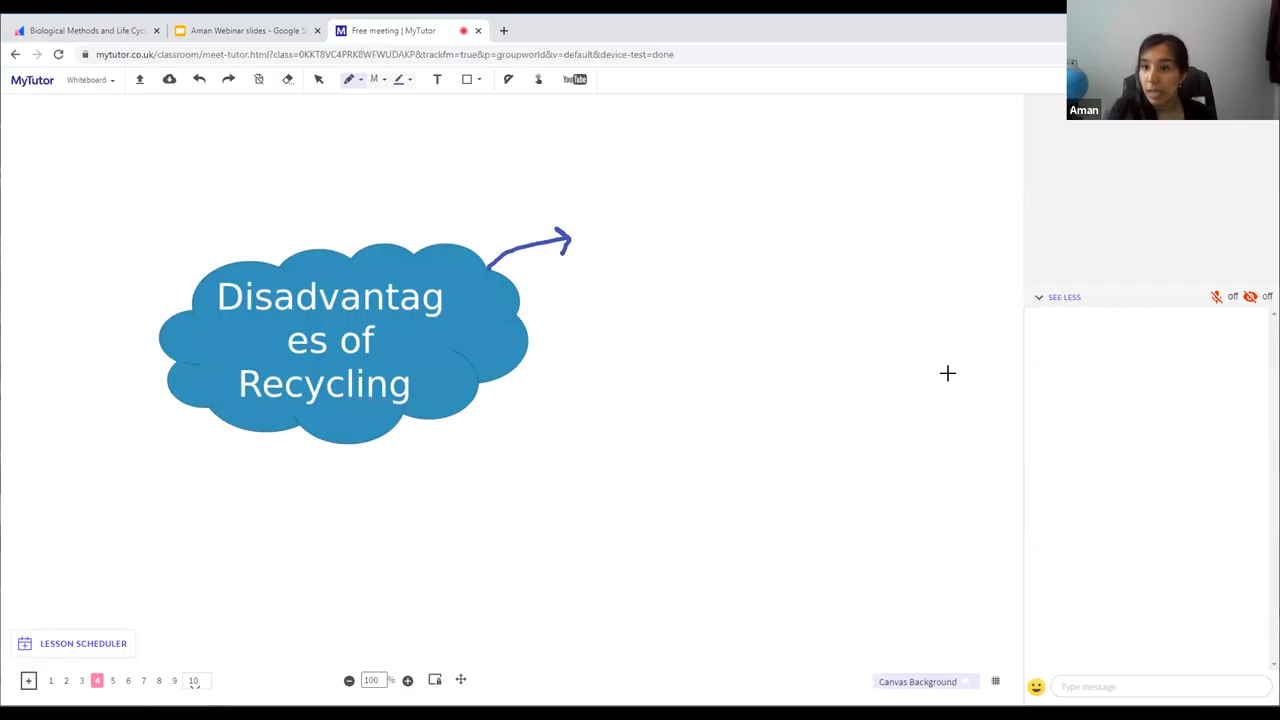 Biological Methods and Life Cyc
Aman Webinar slides - Google S
Free meeting | MyTutor
mytutor.co.uk/classroom/meet-tutor.html?class=0KKT8VC4PRK8WFWUDAKP&trackfm=true&p=groupworld&v=default&device-test=done
MyTutor Whiteboard M T YouTube
Aman
Disadvantag
es of
Recycling
SEE LESS off off
LESSON SCHEDULER
1 2 3 4 5 6 7 8 9 10 100 % Canvas Background
Type message